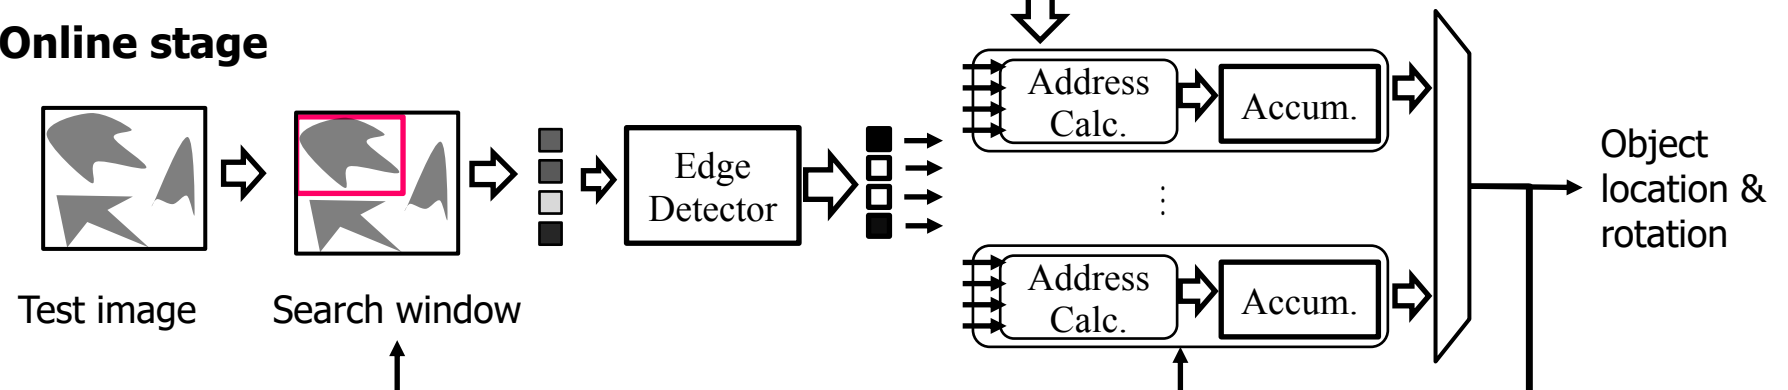 Online stage
Test image
Search window
Edge
Detector
Address
Calc.
Accum.
Address
Calc.
Accum.
Object
location &
rotation